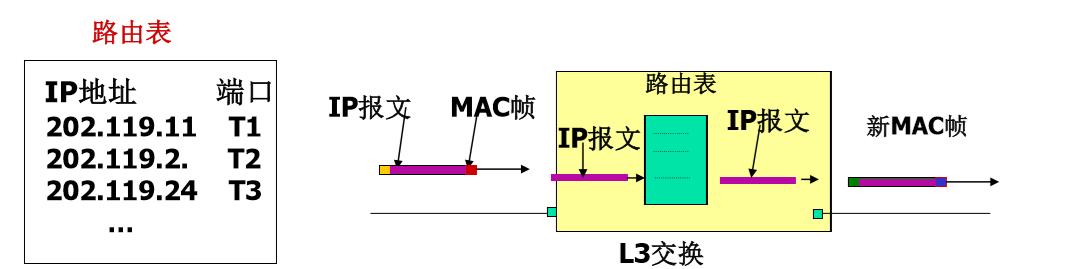 路由表
IP地址 端口
202.119.11 T1
202.119.2. T2
202.119.24 T3
...
IP报文 MAC帧
路由表
IP报文 IP报文
新MAC帧
L3交换